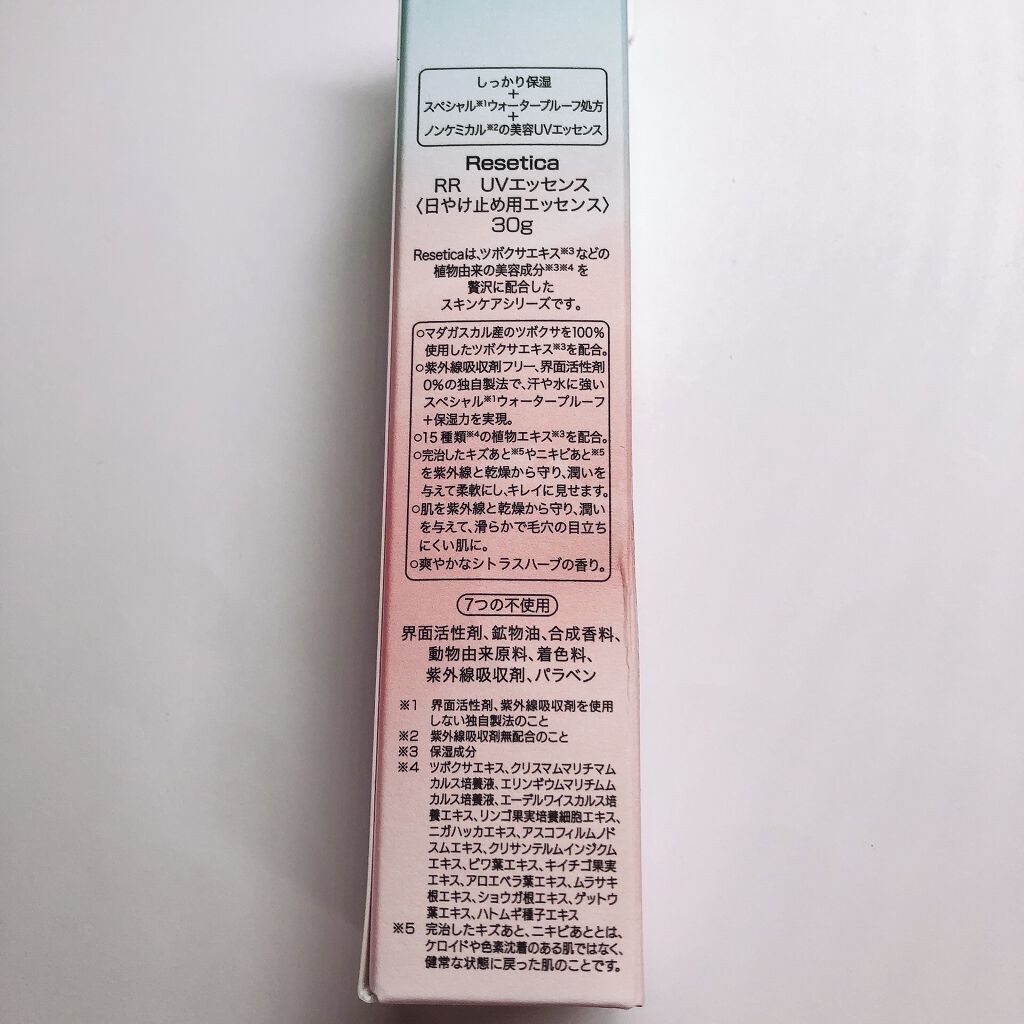 しっかり保湿
+
スペシャル※1ウォータープルーフ処方
+
ノンケミカル※2の美容UVエッセンス
Resetica
RR UVエッセンス
〈日やけ止め用エッセンス〉
30g
Reseticaは、ツボクサエキス※3などの
植物由来の美容成分※3※4を
贅沢に配合した
スキンケアシリーズです。
○マダガスカル産のツボクサを100%
使用したツボクサエキス※3を配合。
○紫外線吸収剤フリー、界面活性剤
0%の独自製法で、汗や水に強い
スペシャル※1ウォータープルーフ
+保湿力を実現。
○15種類※4の植物エキス※3を配合。
○完治したキズあと※5やニキビあと※5
を紫外線と乾燥から守り、潤いを
与えて柔軟にし、キレイに見せます。
○肌を紫外線と乾燥から守り、潤い
を与えて、滑らかで毛穴の目立ち
にくい肌に。
○爽やかなシトラスハーブの香り。
7つの不使用
界面活性剤、鉱物油、合成香料、
動物由来原料、着色料、
紫外線吸収剤、パラベン
※1 界面活性剤、紫外線吸収剤を使用
しない独自製法のこと
※2 紫外線吸収剤無配合のこと
※3 保湿成分
※4 ツボクサエキス、クリスマムマリチマム
カルス培養液、エリンギウムマリチムム
カルス培養液、エーデルワイスカルス培
養エキス、リンゴ果実培養細胞エキス、
ニガハッカエキス、アスコフィルムノド
スムエキス、クリサンテルムインジクム
エキス、ビワ葉エキス、キイチゴ果実
エキス、アロエベラ葉エキス、ムラサキ
根エキス、ショウガ根エキス、ゲットウ
葉エキス、ハトムギ種子エキス
※5 完治したキズあと、ニキビあととは、
ケロイドや色素沈着のある肌ではなく、
健常な状態に戻った肌のことです。